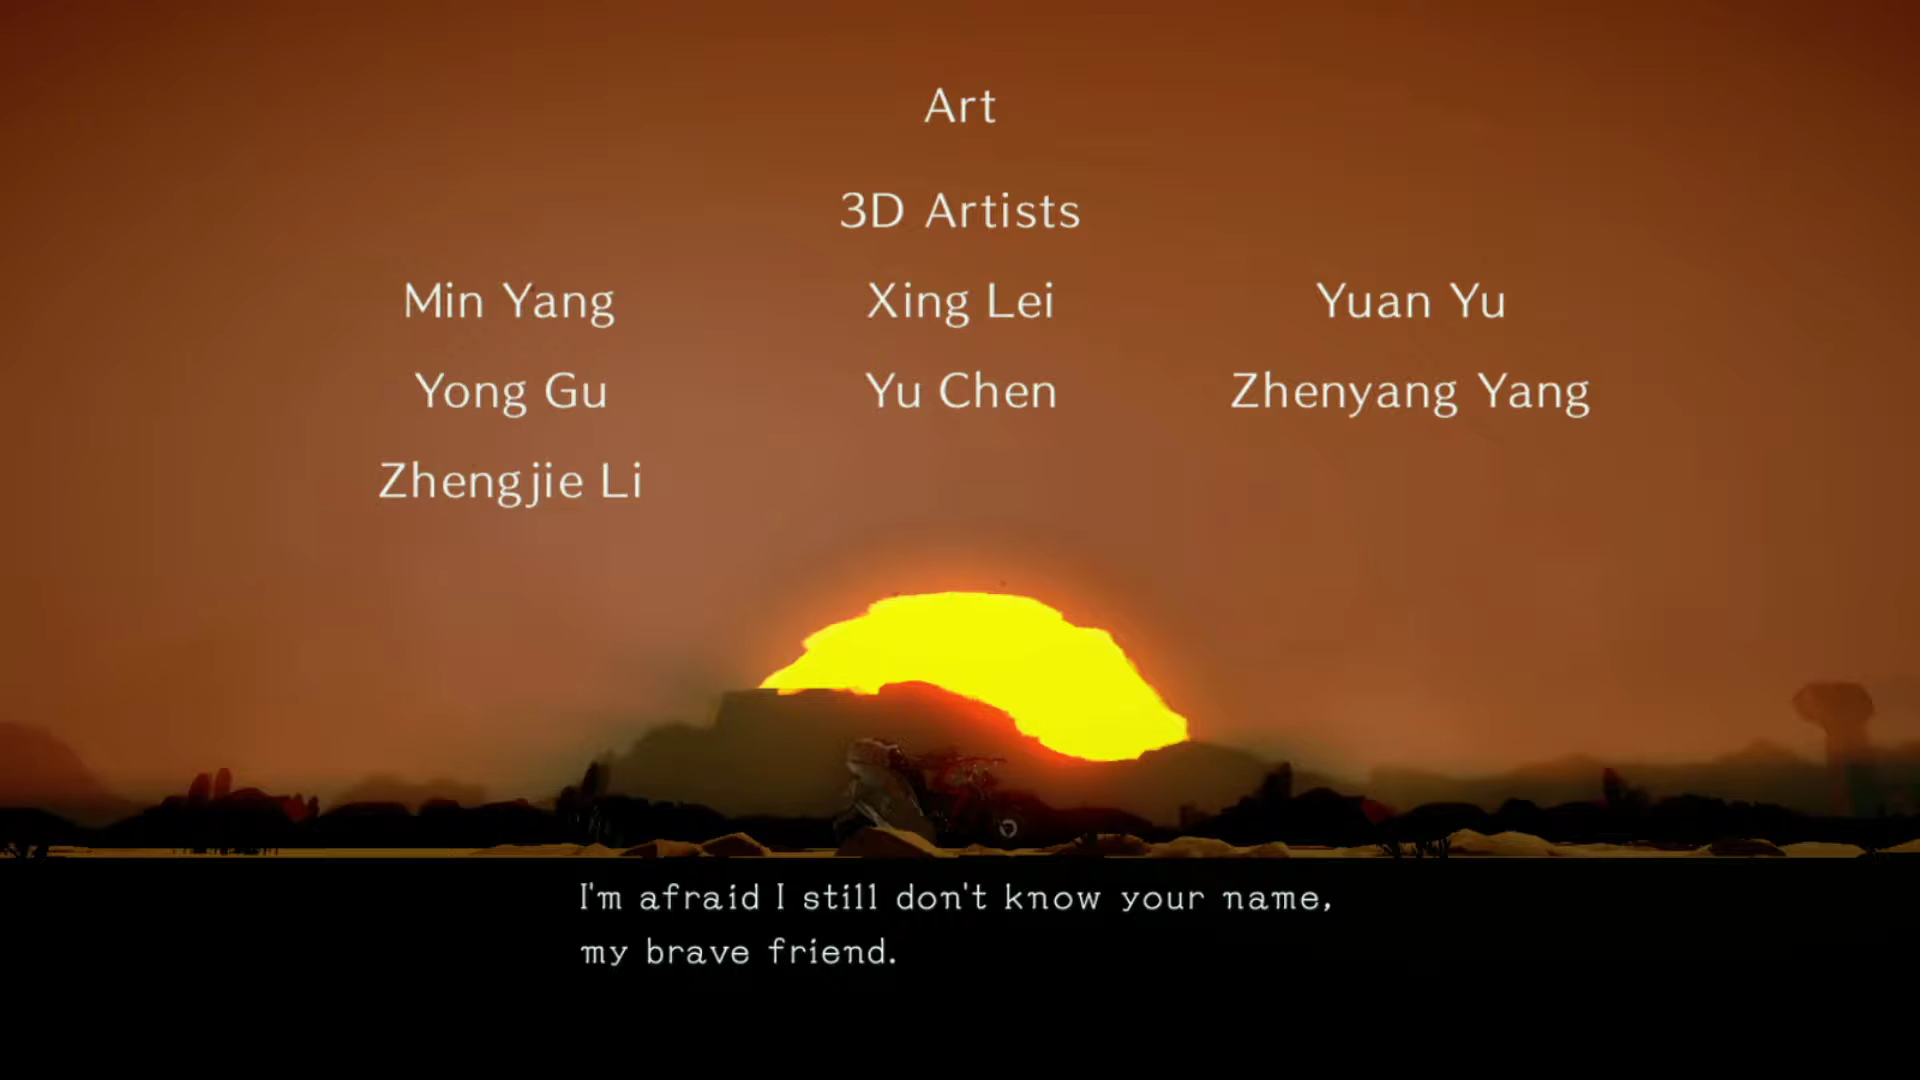 Art
3D Artists
Min Yang Xing Lei Yuan Yu
Yong Gu Yu Chen Zhenyang Yang
Zhengjie Li
I'm afraid I still don't know your name,
my brave friend.